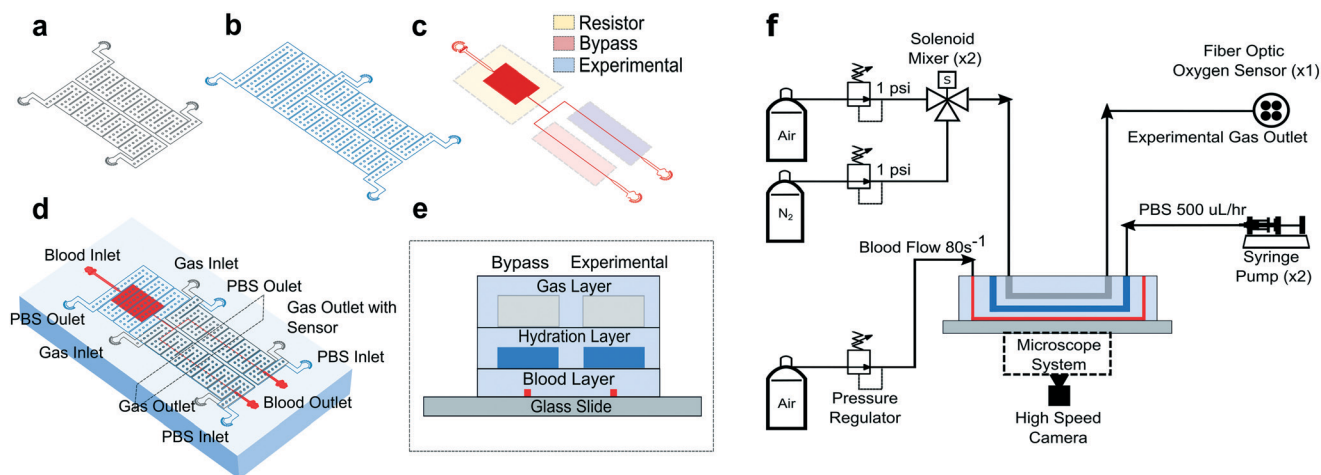 a
b
c
Resistor
Bypass
Experimental
d
Blood Inlet
Gas Inlet
PBS Oulet
Gas Outlet with
Sensor
PBS Oulet
Gas Inlet
PBS Inlet
Gas Outlet
Blood Outlet
PBS Inlet
e
Bypass
Experimental
Gas Layer
Hydration Layer
Blood Layer
Glass Slide
f
Solenoid
Mixer (x2)
S
Fiber Optic
Oxygen Sensor (x1)
1 psi
Air
Experimental Gas Outlet
1 psi
N2
PBS 500 uL/hr
Blood Flow 80s-1
Syringe
Pump (x2)
Microscope
System
Air
Pressure
Regulator
High Speed
Camera